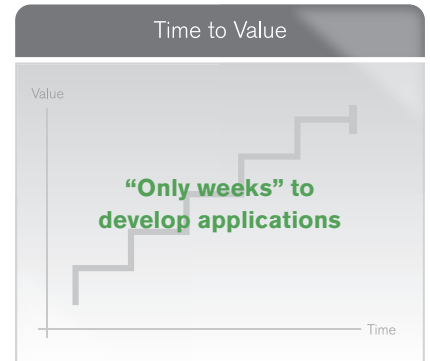 Time to Value
Value
“Only weeks” to
develop applications
Time